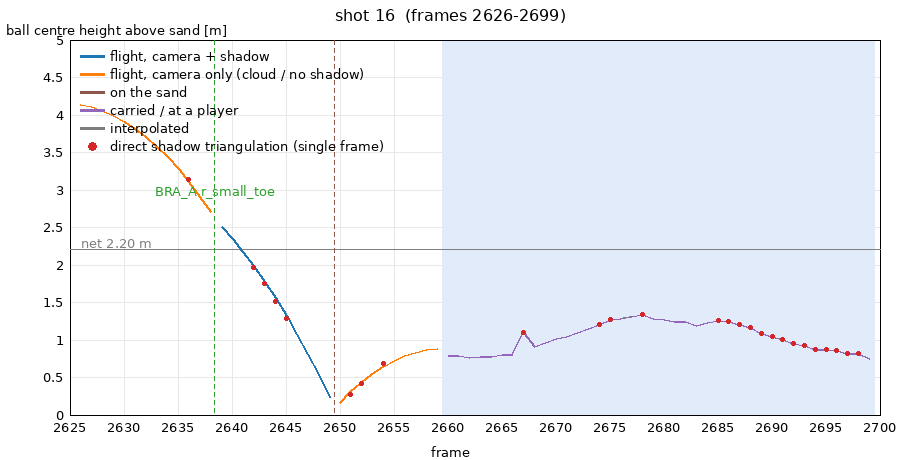 shot 16  (frames 2626-2699)
ball centre height above sand [m]
5
4.5
4
3.5
3
2.5
2
1.5
1
0.5
0
flight, camera + shadow
flight, camera only (cloud / no shadow)
on the sand
carried / at a player
interpolated
direct shadow triangulation (single frame)
BRA_A r_small_toe
net 2.20 m
2625 2630 2635 2640 2645 2650 2655 2660 2665 2670 2675 2680 2685 2690 2695 2700
frame